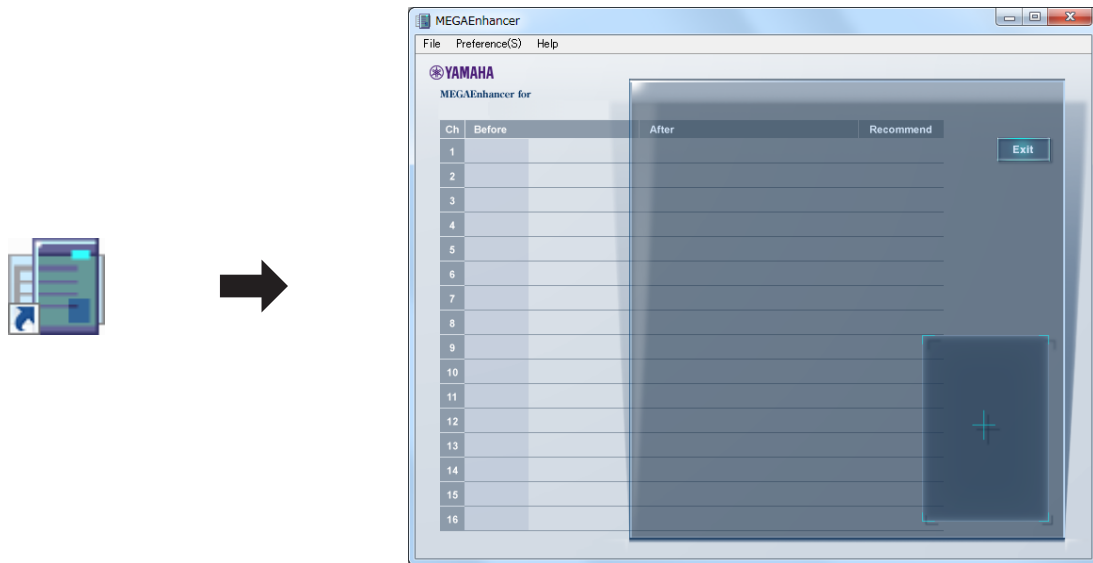 MEGAEnhancer
File Preference(S) Help
YAMAHA
MEGAEnhancer for
Ch Before After Recommend
Exit
1
2
3
4
5
6
7
8
9
10
11
12
13
14
15
16